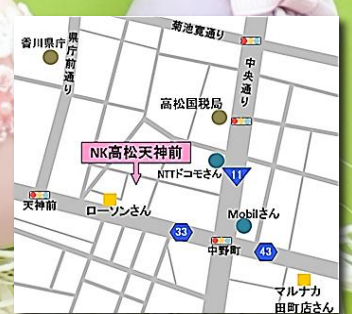 菊池寛通り
香川県庁
県庁前通り
中央通り
高松国税局
NK高松天神前
NTTドコモさん
11
天神前
ローソンさん
33
Mobilさん
中野町
43
マルナカ
田町店さん